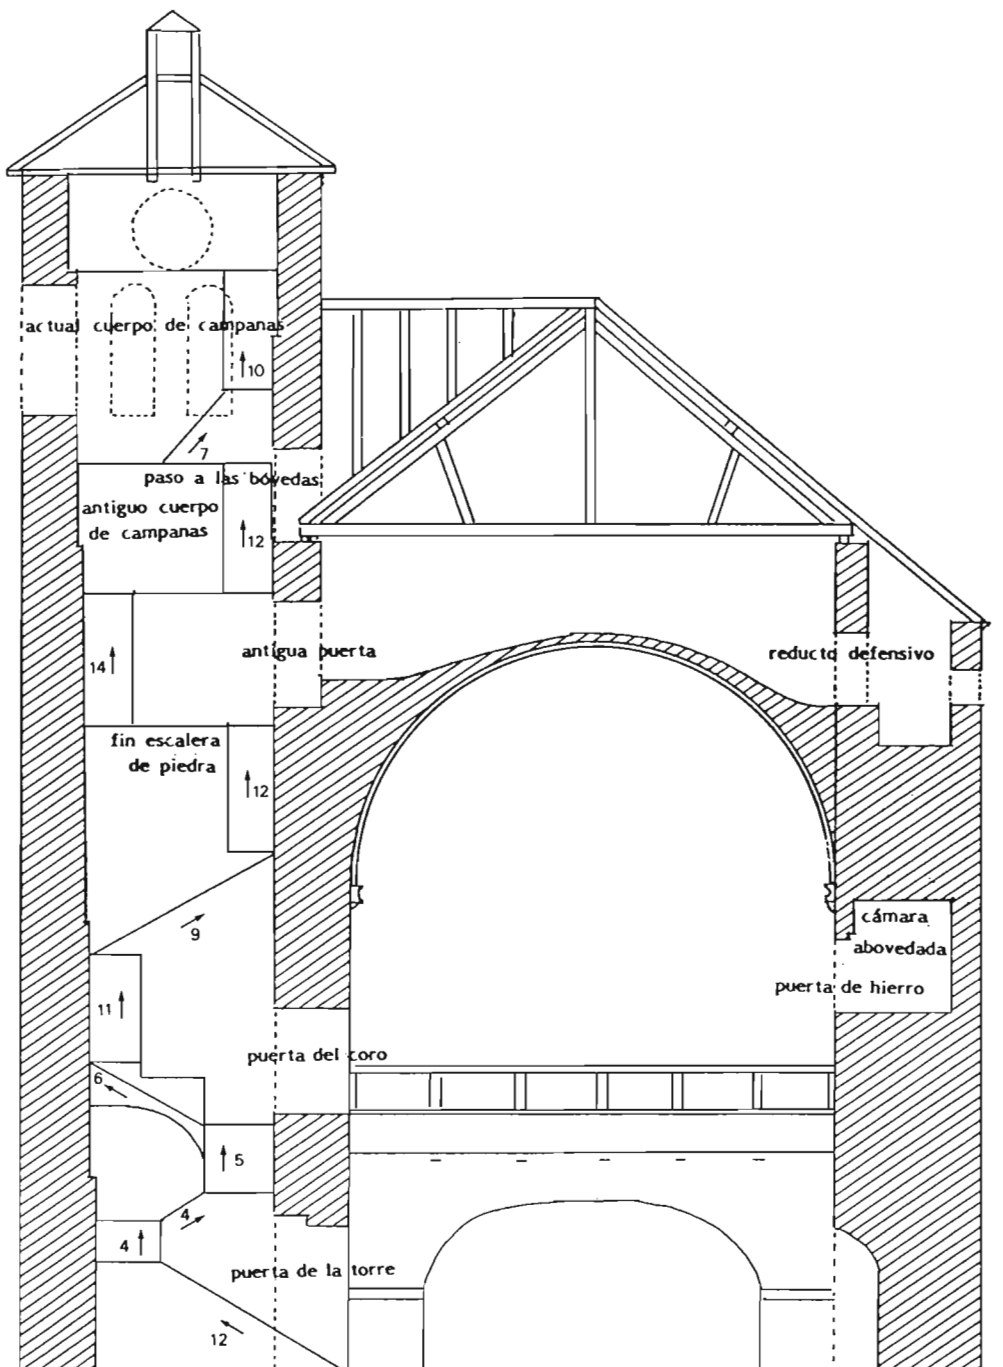 actual cuerpo de campanas
10
7
paso a las bóvedas
antiguo cuerpo
de campanas
12
antigua puerta
reducto defensivo
14
fin escalera
de piedra
12
9
cámara
abovedada
puerta de hierro
11
puerta del coro
6
5
4
4
puerta de la torre
12